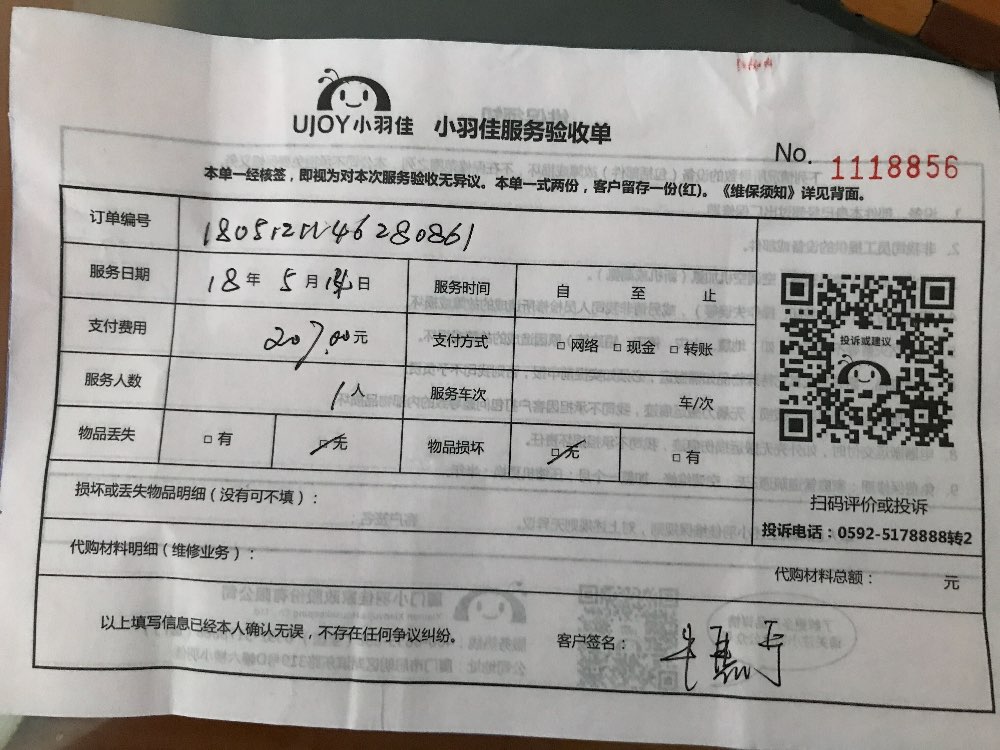 UJOY小羽佳 小羽佳服务验收单
No. 1118856
本单一经核签，即视为对本次服务验收无异议。本单一式两份，客户留存一份(红)。《维保须知》详见背面。
订单编号
服务日期 18年 5月 日 服务时间 自 至 止
支付费用 207.00元 支付方式 □ 网络 □ 现金 □ 转账
服务人数 1人 服务车次 车/次
物品丢失 □ 有 □ 无 物品损坏 □ 无 □ 有
投诉或建议
扫码评价或投诉
投诉电话：0592-5178888转2
损坏或丢失物品明细（没有可不填）：
代购材料明细（维修业务）：
代购材料总额： 元
以上填写信息已经本人确认无误，不存在任何争议纠纷。
客户签名：